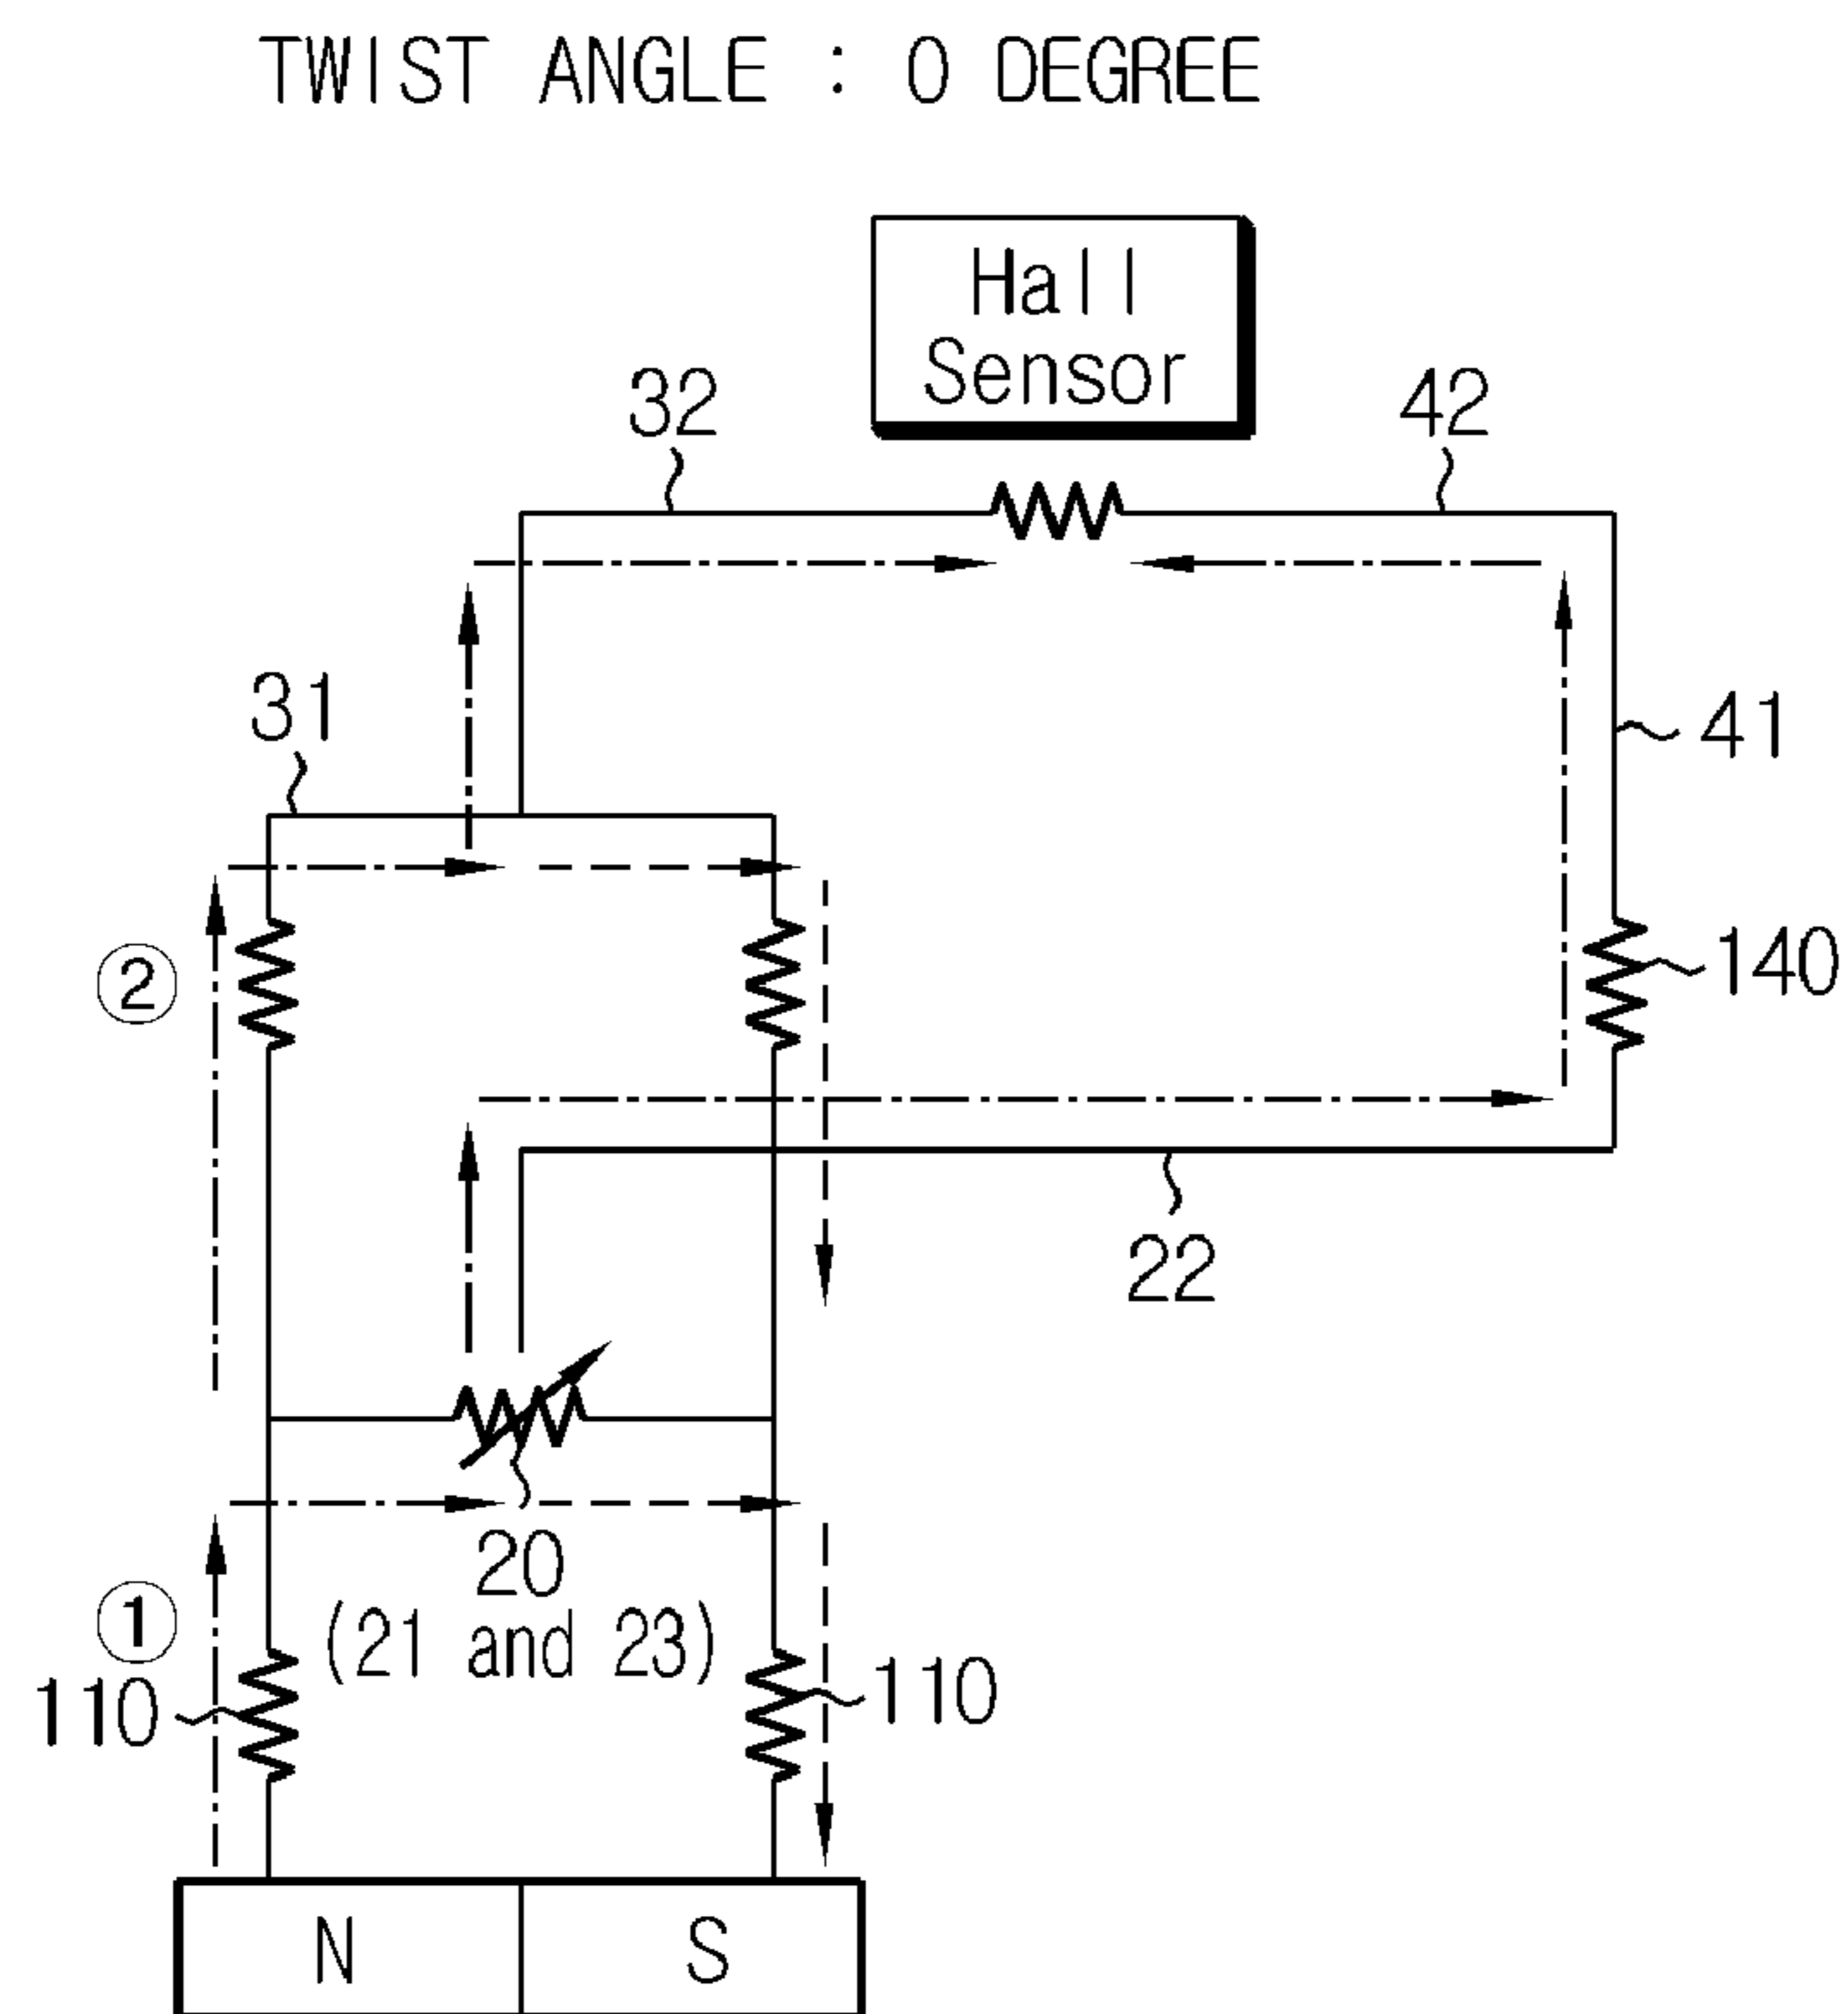 TWIST ANGLE : 0 DEGREE
Hall
Sensor
32
42
31
41
②
140
22
20
(21 and 23)
①
110
110
N
S